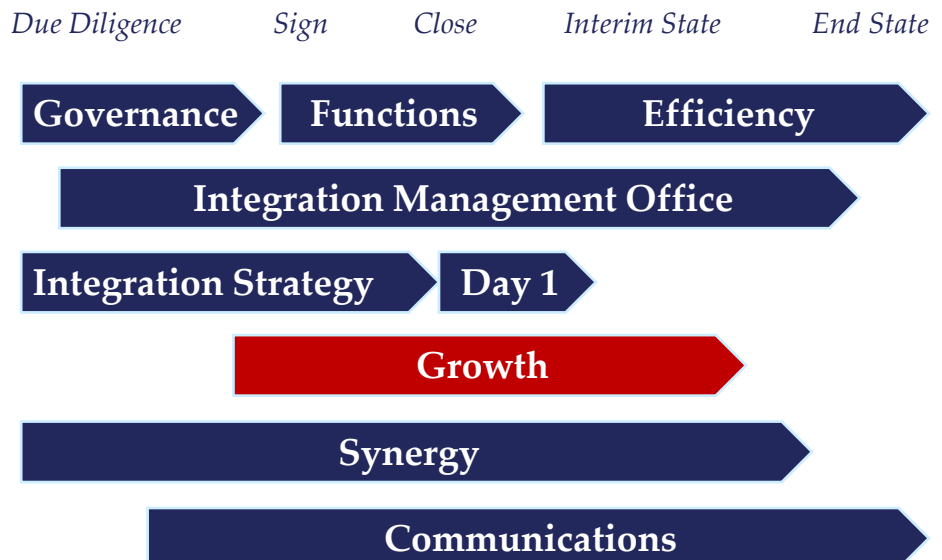 Due Diligence Sign Close Interim State End State
Governance Functions Efficiency
Integration Management Office
Integration Strategy Day 1
Growth
Synergy
Communications